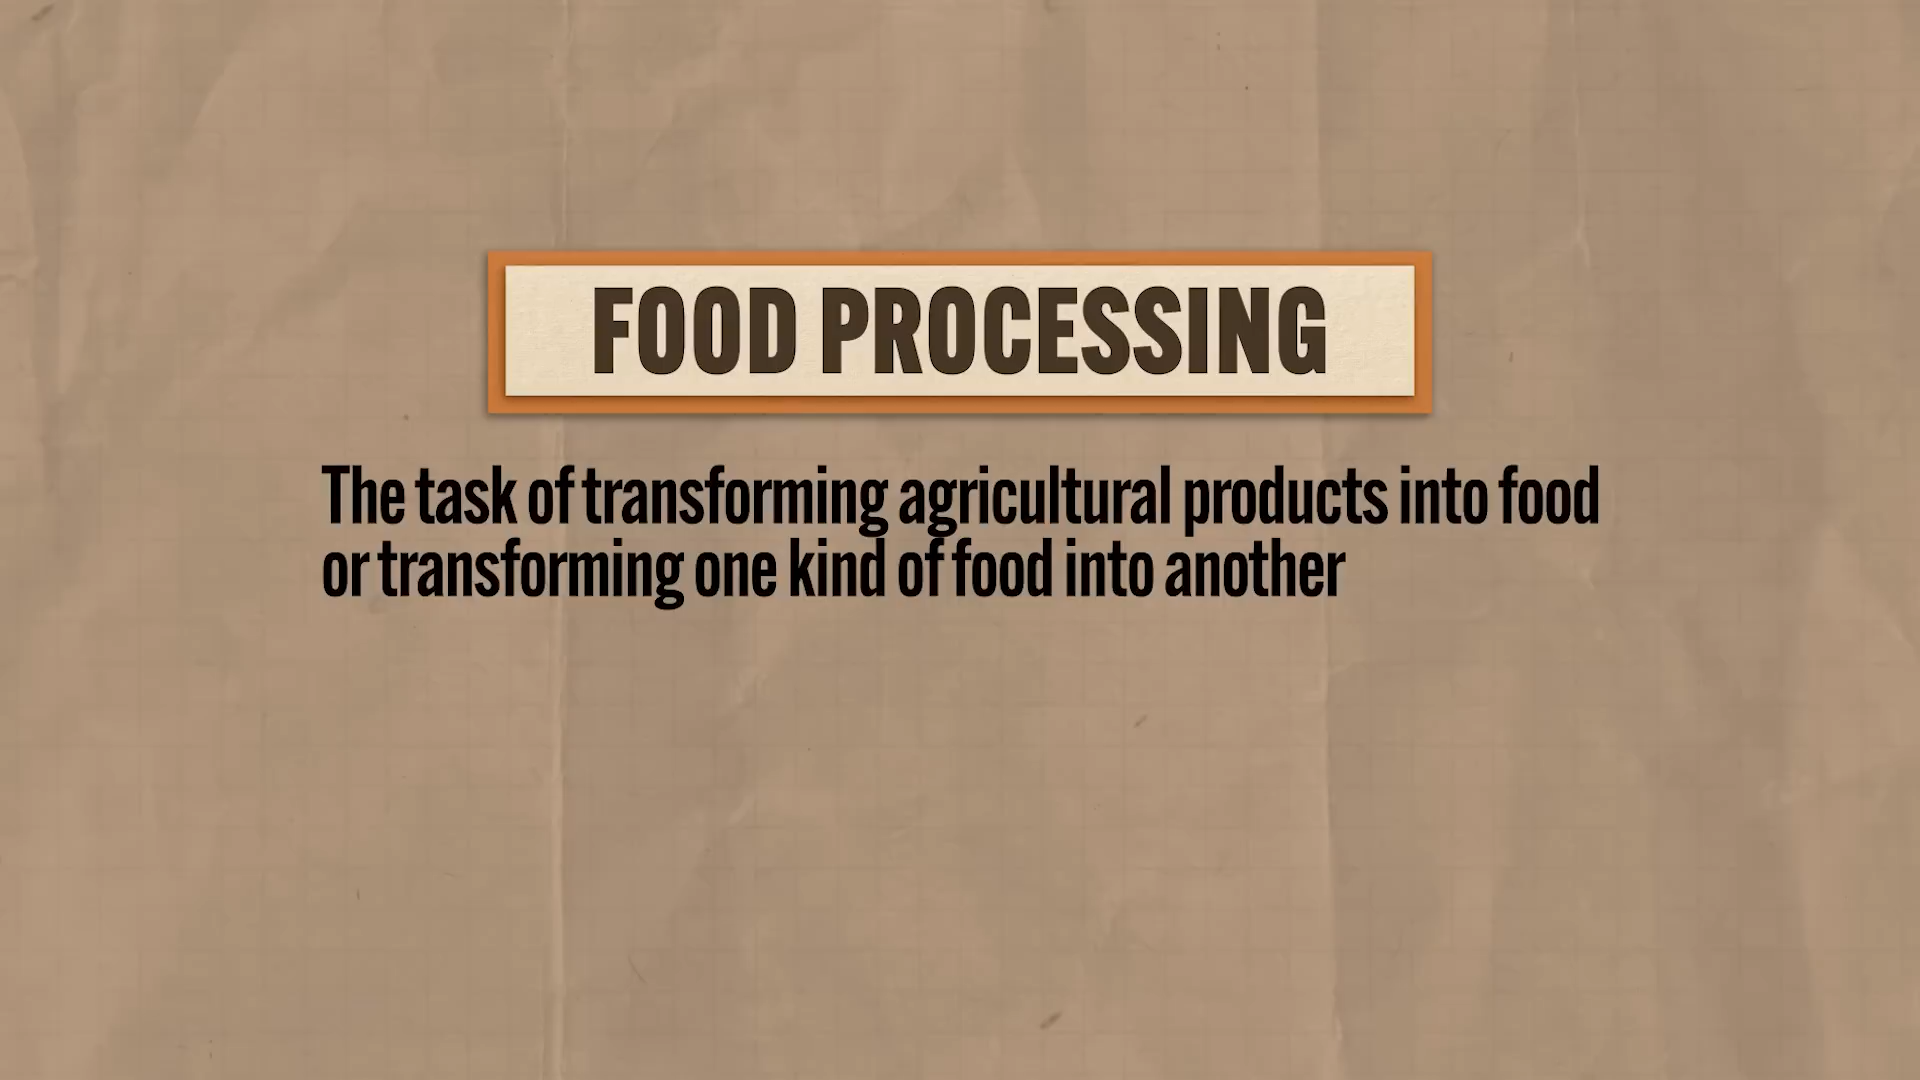 FOOD PROCESSING
The task of transforming agricultural products into food
or transforming one kind of food into another